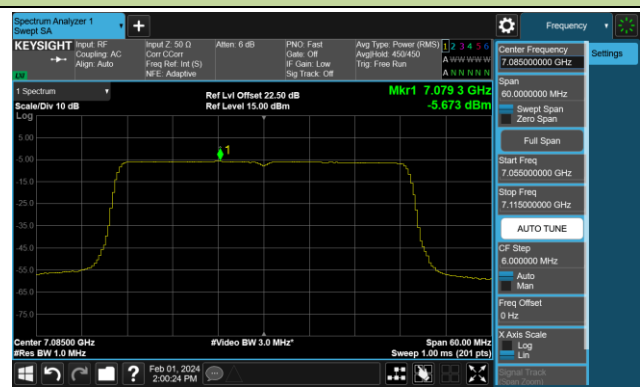 Spectrum Analyzer 1
Swept SA
Frequency
KEYSIGHT
Input: RF
Coupling: AC
Align: Auto
Input Z: 50 Ω
Corr CCorr
Freq Ref: Int (S)
NFE: Adaptive
Atten: 6 dB
PNO: Fast
Gate: Off
IF Gain: Low
Sig Track: Off
Avg Type: Power (RMS)
Avg|Hold: 450/450
Trig: Free Run
1 2 3 4 5 6
A W W W W W
A N N N N N
LV
1 Spectrum
Scale/Div 10 dB
Log
Ref Lvl Offset 22.50 dB
Ref Level 15.00 dBm
Mkr1 7.079 3 GHz
-5.673 dBm
1
5.00
-5.00
-15.0
-25.0
-35.0
-45.0
-55.0
-65.0
-75.0
Center 7.08500 GHz
#Res BW 1.0 MHz
#Video BW 3.0 MHz*
Span 60.00 MHz
Sweep 1.00 ms (201 pts)
Center Frequency
7.085000000 GHz
Span
60.0000000 MHz
Swept Span
Zero Span
Full Span
Start Freq
7.055000000 GHz
Stop Freq
7.115000000 GHz
AUTO TUNE
CF Step
6.000000 MHz
Auto
Man
Freq Offset
0 Hz
X Axis Scale
Log
Lin
Signal Track
(Span Zoom)
Settings
?
Feb 01, 2024
2:00:24 PM